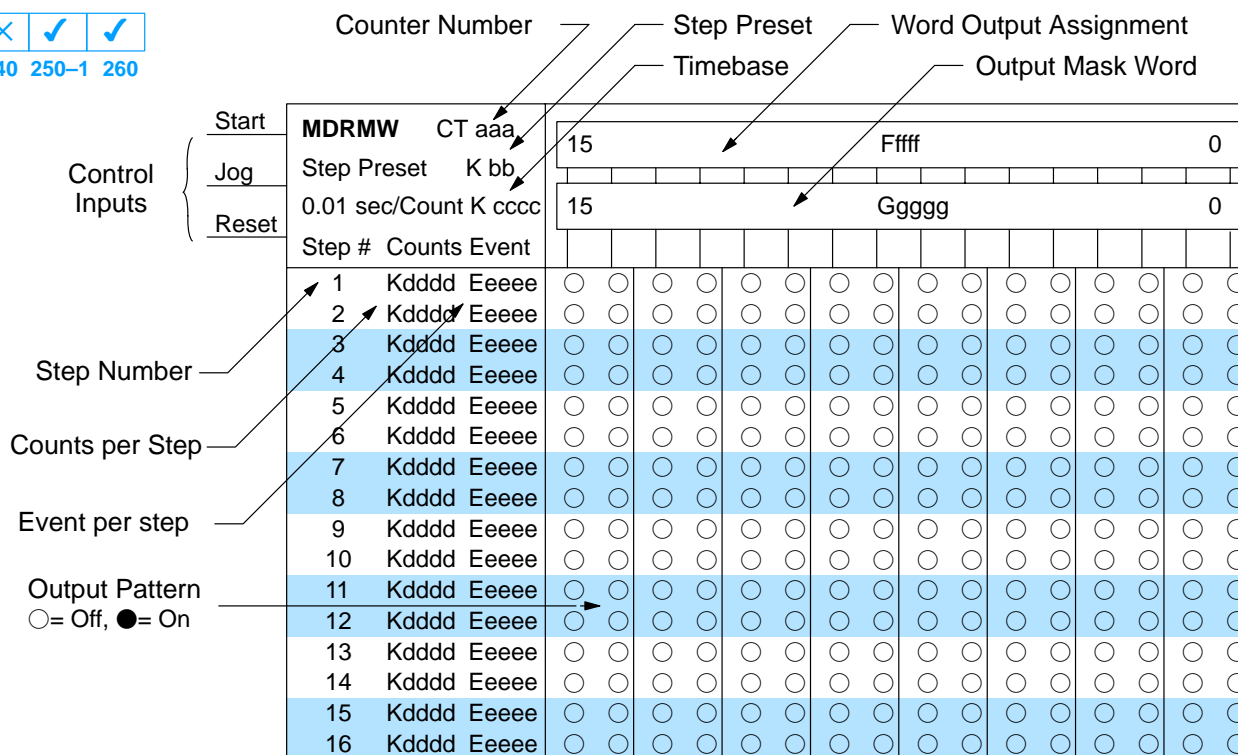 40 250–1 260
Counter Number
Step Preset
Word Output Assignment
Timebase
Output Mask Word
Control
Inputs
Start
Jog
Reset
MDRMW CT aaa
Step Preset K bb
0.01 sec/Count K cccc
Step # Counts Event
15 Fffff 0
15 Ggggg 0
1 Kdddd Eeeee
2 Kdddd Eeeee
3 Kdddd Eeeee
4 Kdddd Eeeee
5 Kdddd Eeeee
6 Kdddd Eeeee
7 Kdddd Eeeee
8 Kdddd Eeeee
9 Kdddd Eeeee
10 Kdddd Eeeee
11 Kdddd Eeeee
12 Kdddd Eeeee
13 Kdddd Eeeee
14 Kdddd Eeeee
15 Kdddd Eeeee
16 Kdddd Eeeee
Step Number
Counts per Step
Event per step
Output Pattern
○= Off, ●= On